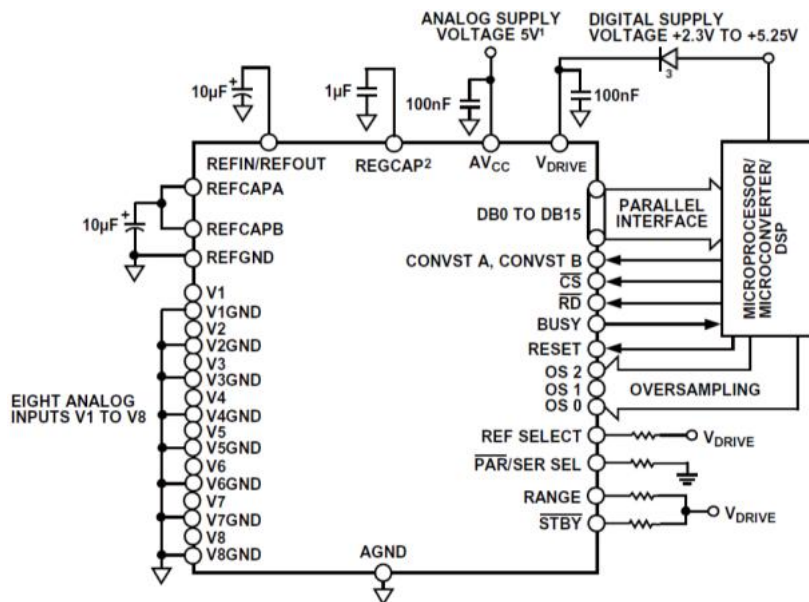 ANALOG SUPPLY
VOLTAGE 5V¹
DIGITAL SUPPLY
VOLTAGE +2.3V TO +5.25V
10µF
+
1µF
100nF
100nF
3
REFIN/REFOUT
REGCAP²
AVCC
VDRIVE
REFCAPA
REFCAPB
REFGND
10µF
+
DB0 TO DB15
PARALLEL
INTERFACE
MICROPROCESSOR/
MICROCONVERTER/
DSP
CONVST A, CONVST B
CS
RD
BUSY
RESET
OS 2
OS 1
OS 0
OVERSAMPLING
REF SELECT
VDRIVE
PAR/SER SEL
RANGE
STBY
VDRIVE
V1
V1GND
V2
V2GND
V3
V3GND
V4
V4GND
V5
V5GND
V6
V6GND
V7
V7GND
V8
V8GND
EIGHT ANALOG
INPUTS V1 TO V8
AGND